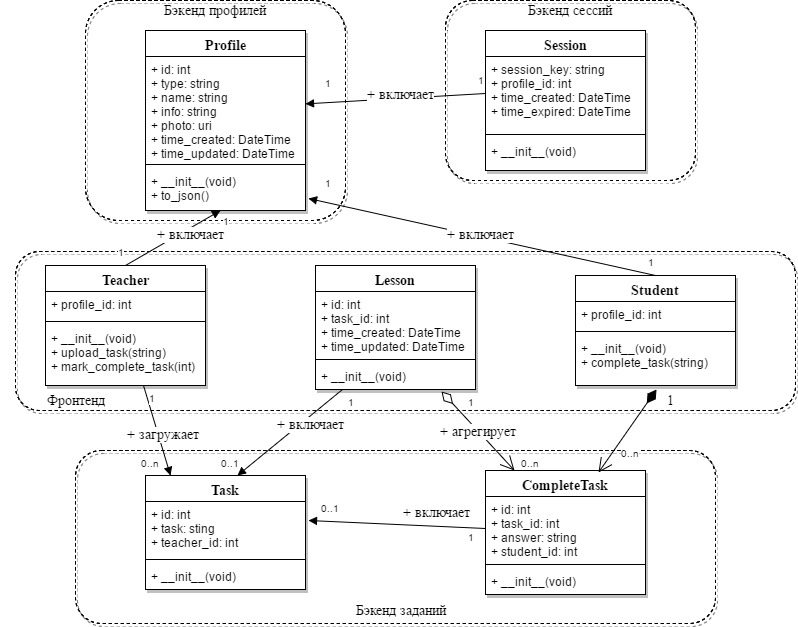 Бэкенд профилей
Бэкенд сессий
Profile
+ id: int
+ type: string
+ name: string
+ info: string
+ photo: uri
+ time_created: DateTime
+ time_updated: DateTime
+ __init__(void)
+ to_json()
Session
+ session_key: string
+ profile_id: int
+ time_created: DateTime
+ time_expired: DateTime
+ __init__(void)
1
+ включает
1
1
+ включает
1
1
+ включает
1
Teacher
+ profile_id: int
+ __init__(void)
+ upload_task(string)
+ mark_complete_task(int)
Lesson
+ id: int
+ task_id: int
+ time_created: DateTime
+ time_updated: DateTime
+ __init__(void)
Student
+ profile_id: int
+ __init__(void)
+ complete_task(string)
Фронтенд
1
+ загружает
0..n
1
+ включает
0..1
1
+ агрегирует
0..n
1
0..n
Task
+ id: int
+ task: sting
+ teacher_id: int
+ __init__(void)
0..1
+ включает
1
CompleteTask
+ id: int
+ task_id: int
+ answer: string
+ student_id: int
+ __init__(void)
Бэкенд заданий